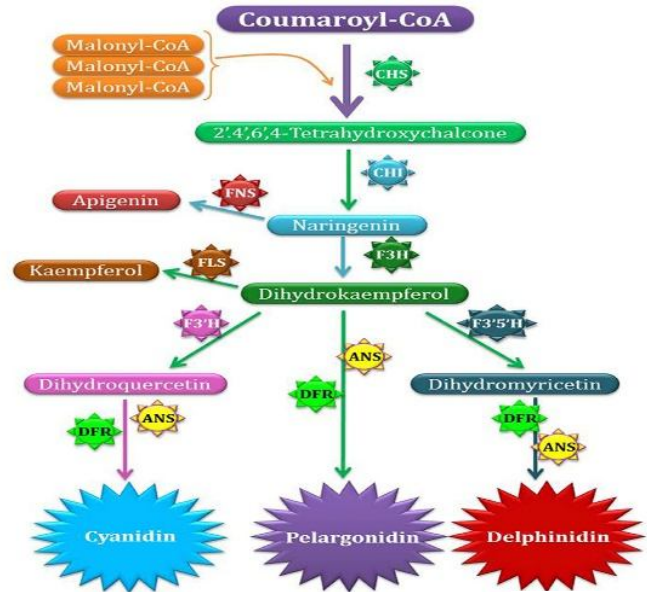 Coumaroyl-CoA
Malonyl-CoA
Malonyl-CoA
Malonyl-CoA
CHS
2'.4',6',4-Tetrahydroxychalcone
CHI
FNS
Apigenin
Naringenin
FLS
F3H
Kaempferol
Dihydrokaempferol
F3'H
F3'5'H
ANS
Dihydroquercetin
DFR
Dihydromyricetin
DFR
ANS
DFR
ANS
Cyanidin
Pelargonidin
Delphinidin